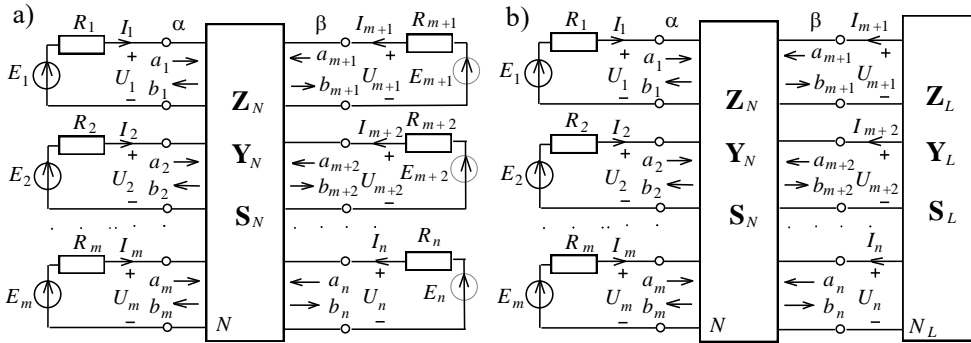 a)
R1 I1 α
β Im+1 Rm+1
E1 + U1 − a1 b1
am+1 bm+1 + Um+1 − Em+1
ZN
R2 I2
Im+2 Rm+2
E2 + U2 − a2 b2
YN
am+2 bm+2 + Um+2 − Em+2
SN
. . . . . .
. . . . . .
Rm Im
In Rn
Em + Um − am bm
an bn + Un − En
N
b)
R1 I1 α
β Im+1
E1 + U1 − a1 b1
am+1 bm+1 + Um+1 −
ZN
ZL
R2 I2
Im+2
E2 + U2 − a2 b2
YN
am+2 bm+2 + Um+2 −
YL
SN
SL
. . . . . .
. . . . . .
Rm Im
In
Em + Um − am bm
an bn + Un −
N
NL